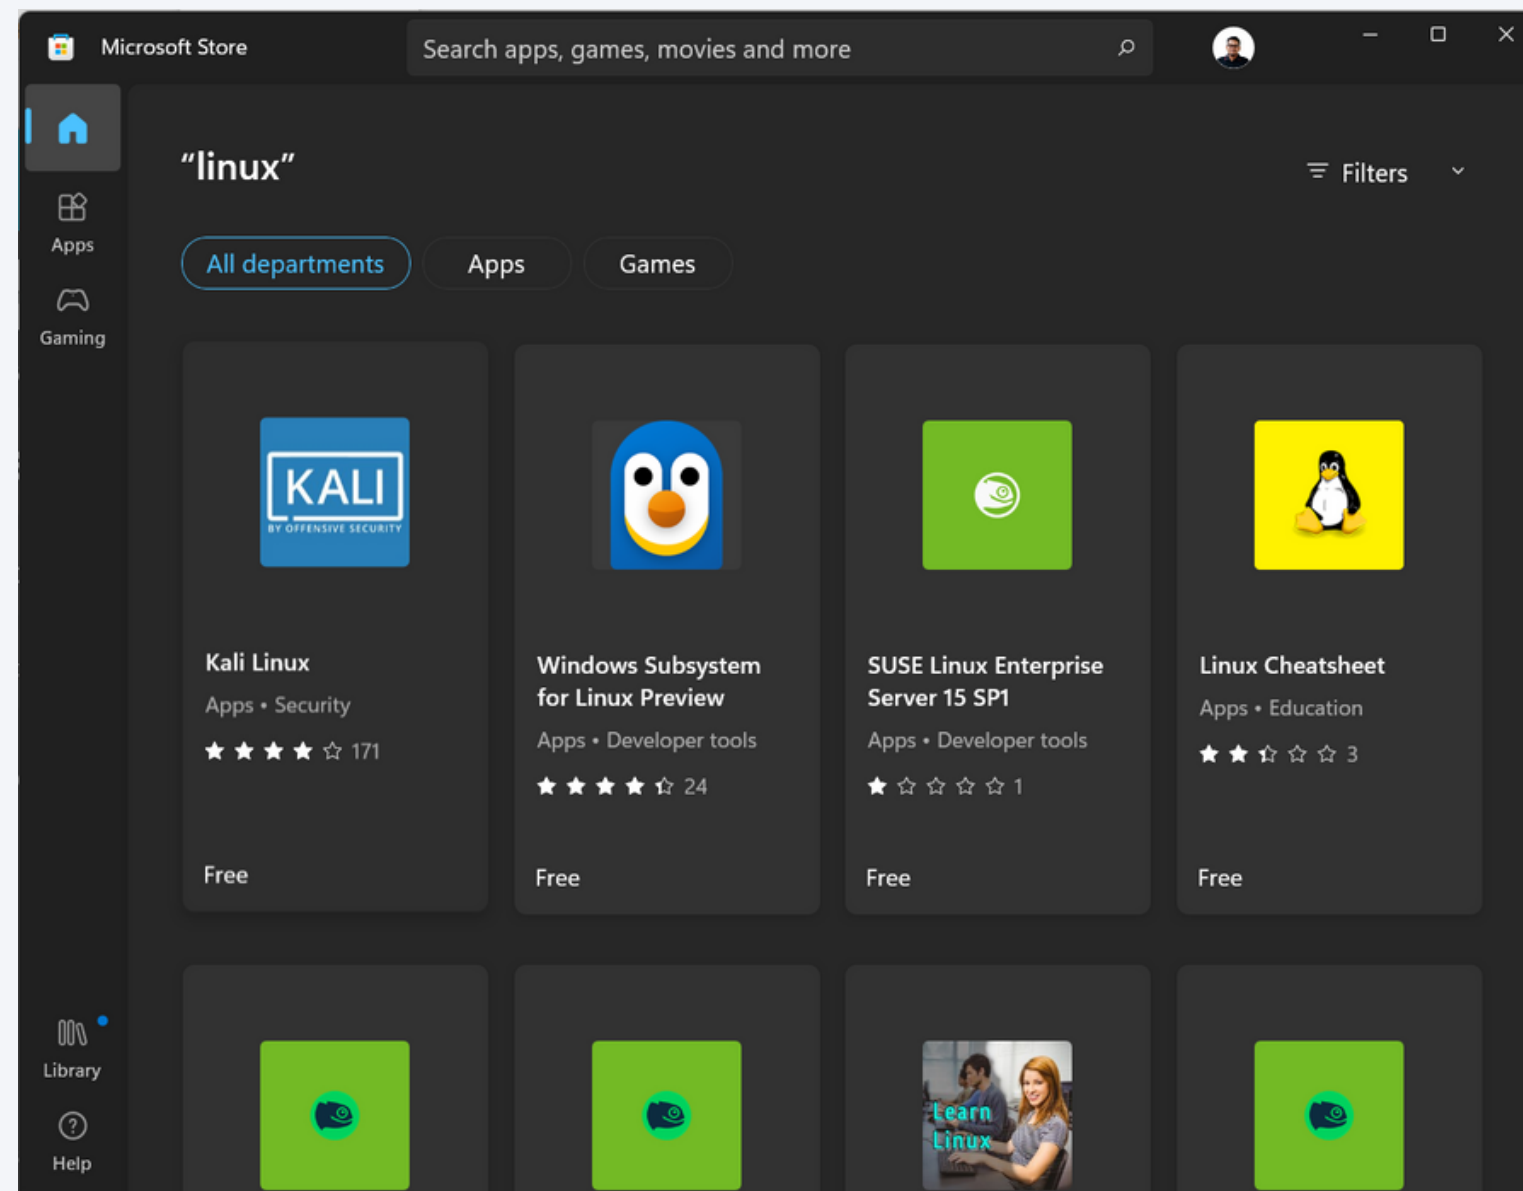 Microsoft Store
Search apps, games, movies and more
“linux”
Filters
Apps
Gaming
All departments
Apps
Games
KALI
BY OFFENSIVE SECURITY
Kali Linux
Apps • Security
171
Free
Windows Subsystem
for Linux Preview
Apps • Developer tools
24
Free
SUSE Linux Enterprise
Server 15 SP1
Apps • Developer tools
1
Free
Linux Cheatsheet
Apps • Education
3
Free
Learn
Linux
Library
Help